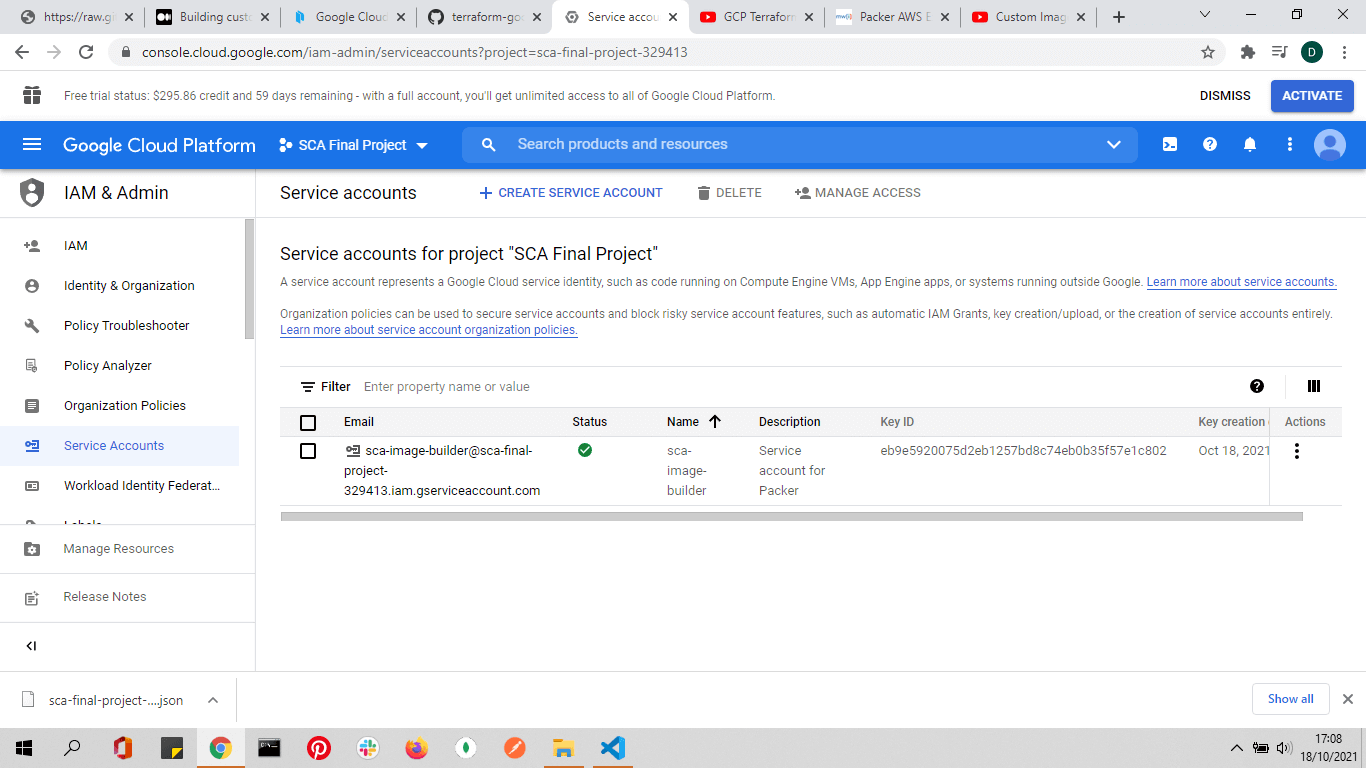 https://raw.gi
Building custo
Google Cloud
terraform-goo
Service accou
GCP Terraform
Packer AWS E
Custom Imag
console.cloud.google.com/iam-admin/serviceaccounts?project=sca-final-project-329413
D
Free trial status: $295.86 credit and 59 days remaining - with a full account, you'll get unlimited access to all of Google Cloud Platform.
DISMISS
ACTIVATE
Google Cloud Platform
SCA Final Project
Search products and resources
IAM & Admin
Service accounts
CREATE SERVICE ACCOUNT
DELETE
MANAGE ACCESS
IAM
Identity & Organization
Policy Troubleshooter
Policy Analyzer
Organization Policies
Service Accounts
Workload Identity Federat...
Labels
Manage Resources
Release Notes
Service accounts for project "SCA Final Project"
A service account represents a Google Cloud service identity, such as code running on Compute Engine VMs, App Engine apps, or systems running outside Google. Learn more about service accounts.
Organization policies can be used to secure service accounts and block risky service account features, such as automatic IAM Grants, key creation/upload, or the creation of service accounts entirely.
Learn more about service account organization policies.
Filter Enter property name or value
Email Status Name Description Key ID Key creation Actions
sca-image-builder@sca-final-
project-
329413.iam.gserviceaccount.com
sca-
image-
builder
Service
account for
Packer
eb9e5920075d2eb1257bd8c74eb0b35f57e1c802
Oct 18, 2021
sca-final-project-....json
Show all
17:08
18/10/2021